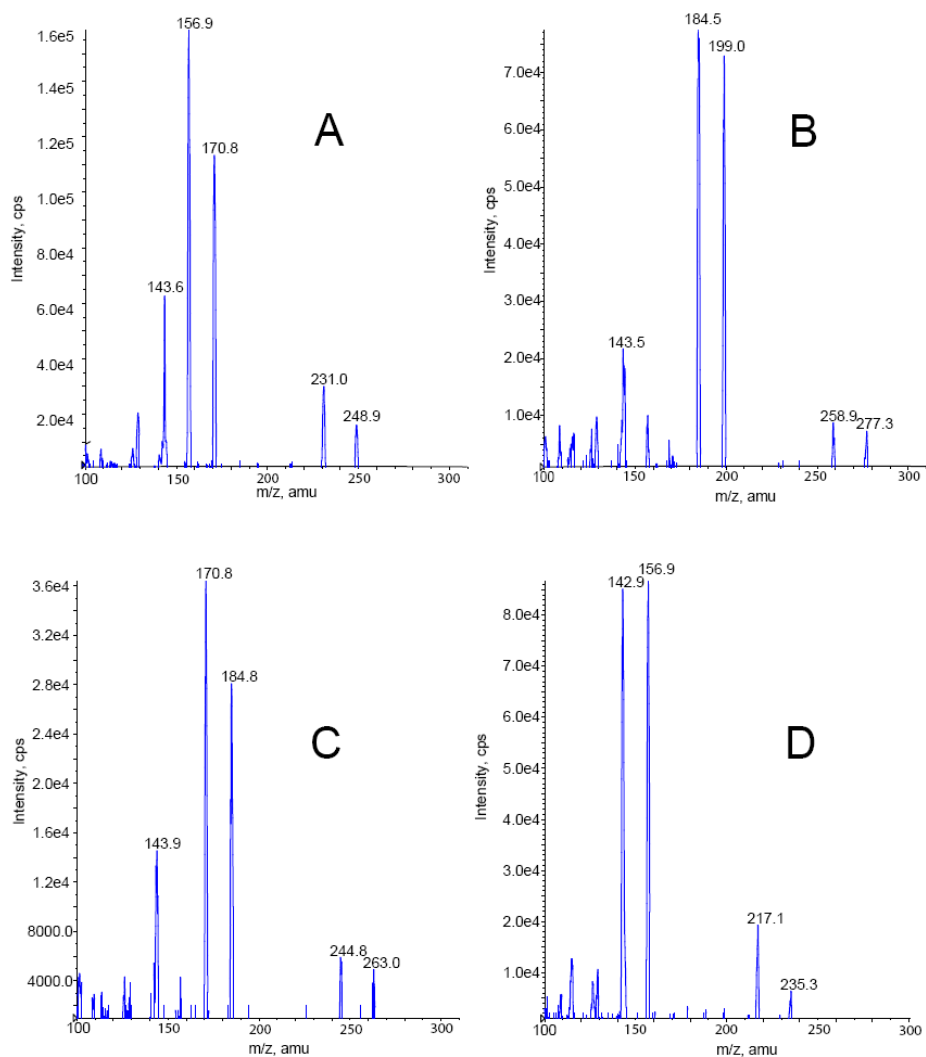 156.9
1.6e5
1.4e5
1.2e5
170.8
1.0e5
8.0e4
143.6
6.0e4
4.0e4
231.0
2.0e4
248.9
Intensity, cps
A
100 150 200 250 300
m/z, amu
184.5
199.0
7.0e4
6.0e4
5.0e4
4.0e4
3.0e4
2.0e4
143.5
1.0e4
258.9
277.3
Intensity, cps
B
100 150 200 250 300
m/z, amu
170.8
3.6e4
3.2e4
184.8
2.8e4
2.4e4
2.0e4
1.6e4
143.9
1.2e4
8000.0
244.8
263.0
4000.0
Intensity, cps
C
100 150 200 250 300
m/z, amu
142.9
156.9
8.0e4
7.0e4
6.0e4
5.0e4
4.0e4
3.0e4
2.0e4
217.1
1.0e4
235.3
Intensity, cps
D
100 150 200 250 300
m/z, amu